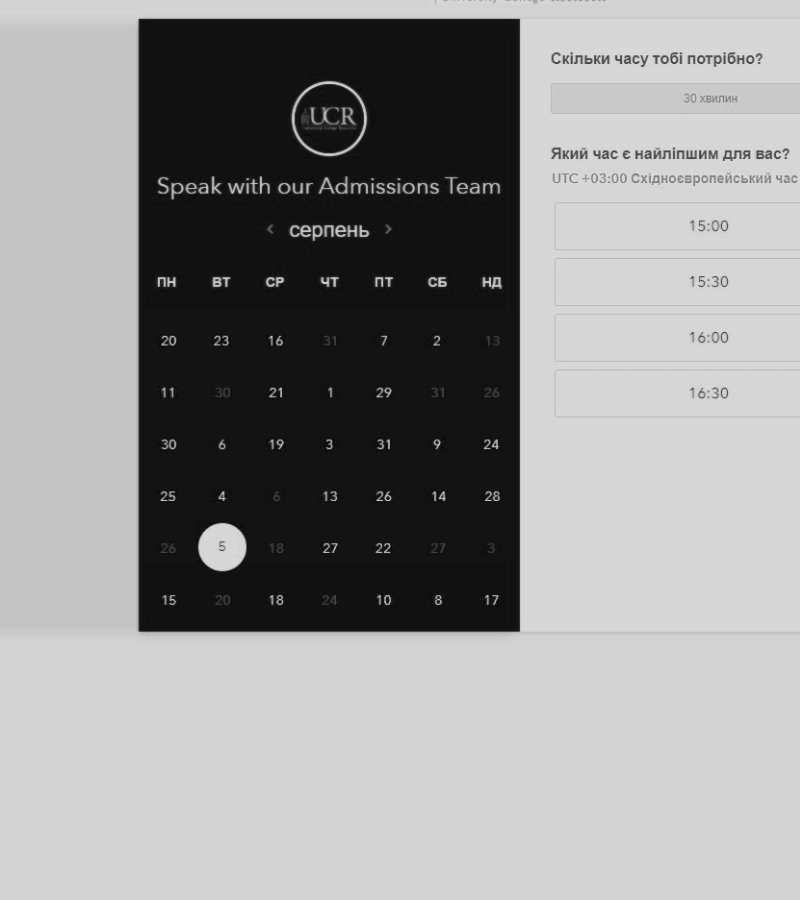 UCR
Speak with our Admissions Team
< серпень >
ПН ВТ СР ЧТ ПТ СБ НД
20 23 16 31 7 2 13
11 30 21 1 29 31 26
30 6 19 3 31 9 24
25 4 6 13 26 14 28
26 5 18 27 22 27 3
15 20 18 24 10 8 17
Скільки часу тобі потрібно?
30 хвилин
Який час є найліпшим для вас?
UTC +03:00 Східноєвропейський час
15:00
15:30
16:00
16:30